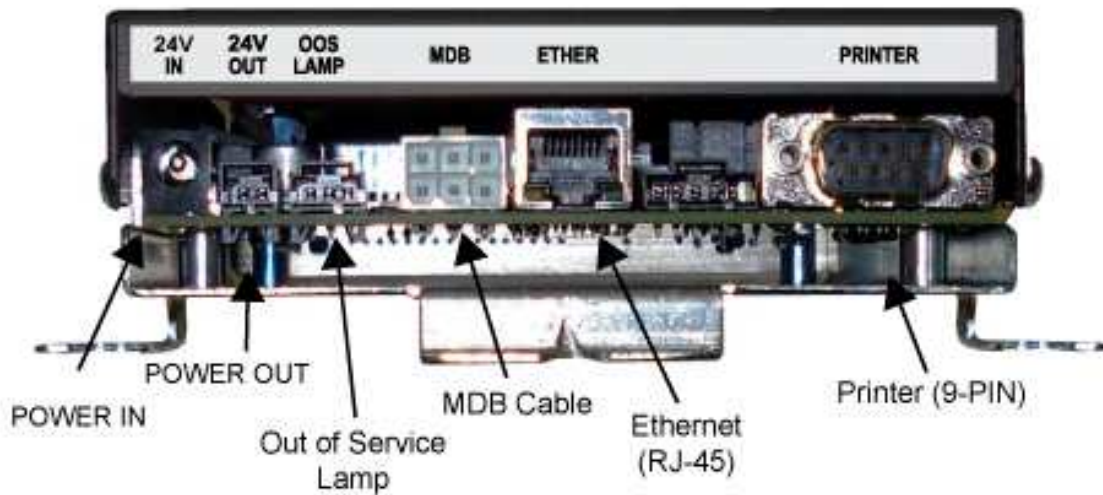 24V IN
24V OUT
OOS LAMP
MDB
ETHER
PRINTER
POWER IN
POWER OUT
Out of Service
Lamp
MDB Cable
Ethernet
(RJ-45)
Printer (9-PIN)